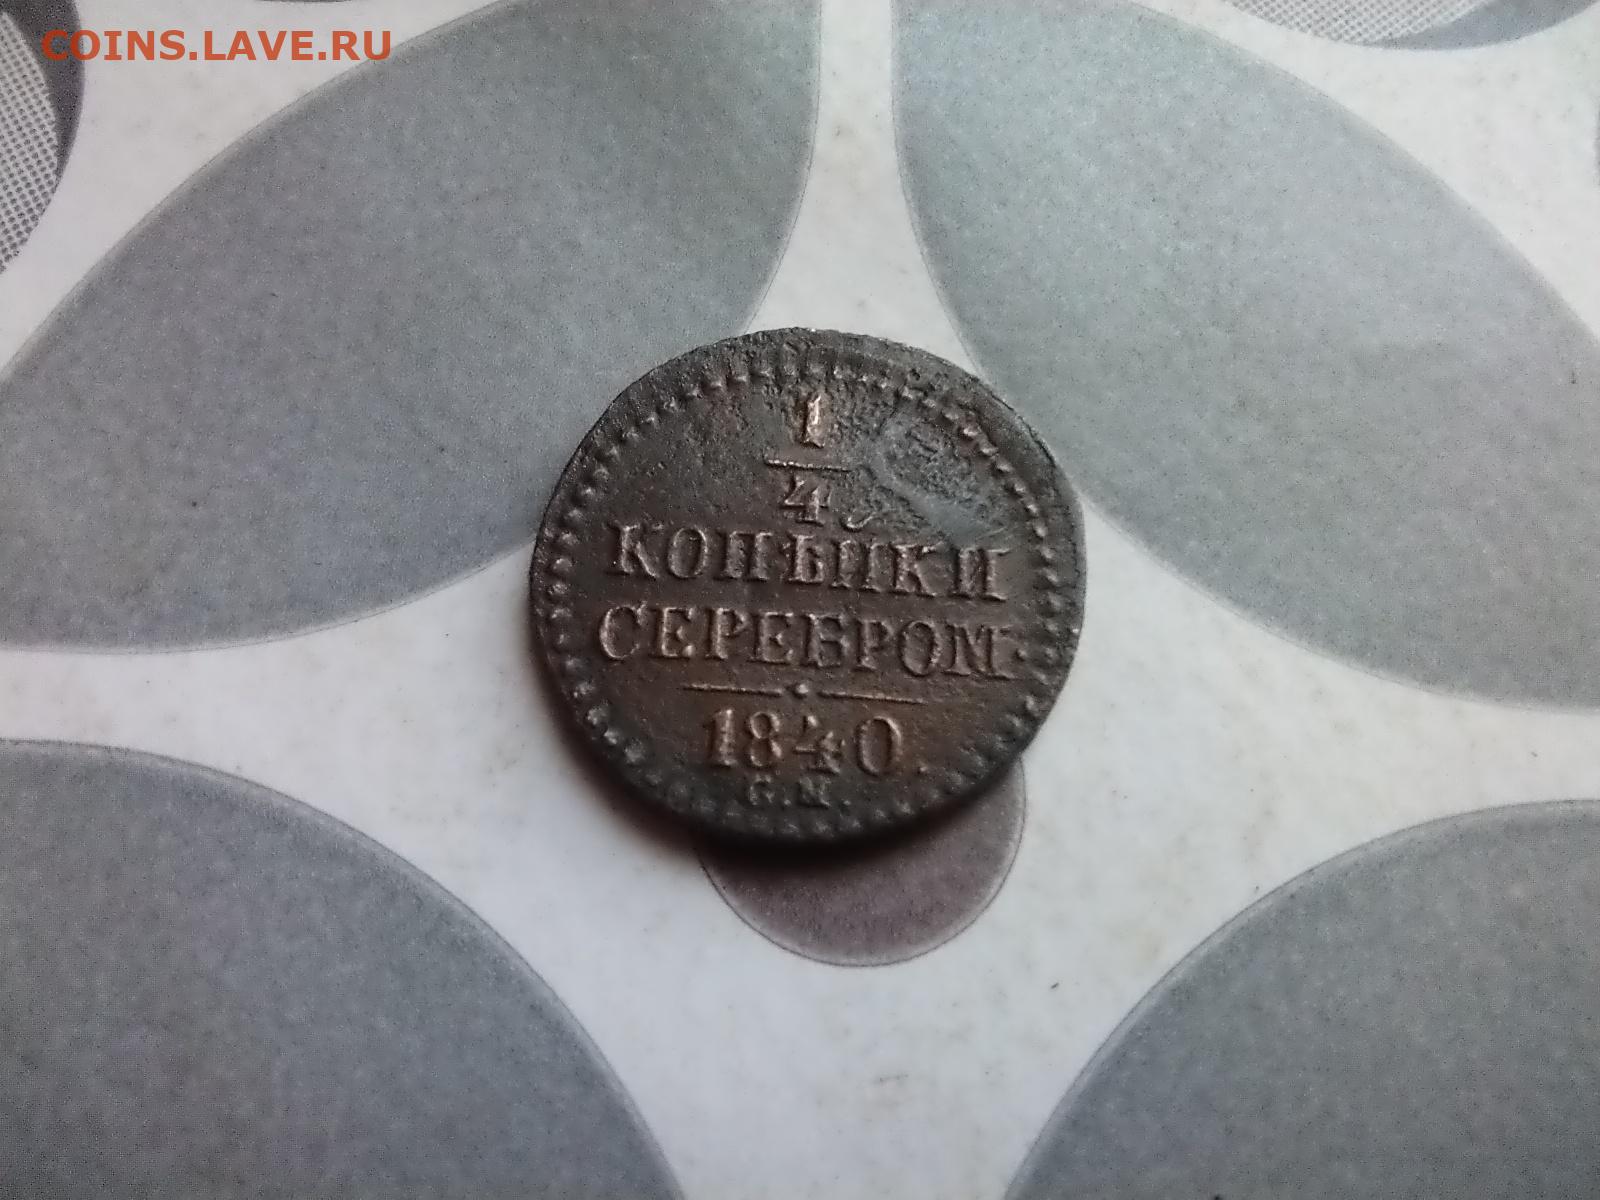 COINS.LAVE.RU
1
4
КОПѢЙКИ
СЕРЕБРОМ.
1840.
С.М.